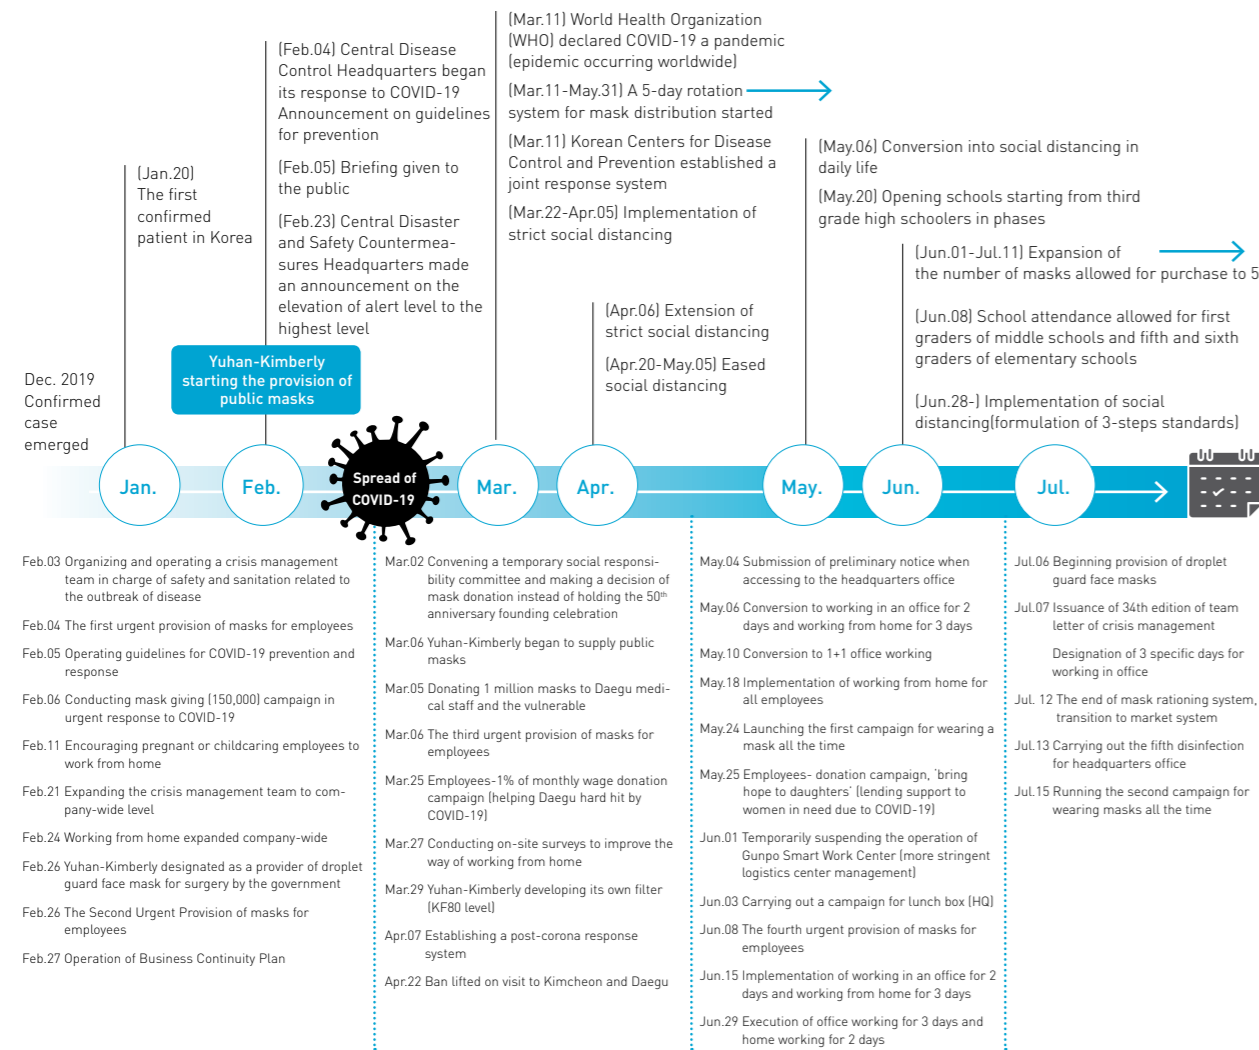 Dec. 2019
Confirmed
case
emerged
(Jan.20)
The first
confirmed
patient in Korea
(Feb.04) Central Disease
Control Headquarters began
its response to COVID-19
Announcement on guidelines
for prevention
(Feb.05) Briefing given to
the public
(Feb.23) Central Disaster
and Safety Countermea-
sures Headquarters made
an announcement on the
elevation of alert level to the
highest level
Yuhan-Kimberly
starting the provision of
public masks
(Mar.11) World Health Organization
(WHO) declared COVID-19 a pandemic
(epidemic occurring worldwide)
(Mar.11-May.31) A 5-day rotation
system for mask distribution started
(Mar.11) Korean Centers for Disease
Control and Prevention established a
joint response system
(Mar.22-Apr.05) Implementation of
strict social distancing
(Apr.06) Extension of
strict social distancing
(Apr.20-May.05) Eased
social distancing
(May.06) Conversion into social distancing in
daily life
(May.20) Opening schools starting from third
grade high schoolers in phases
(Jun.01-Jul.11) Expansion of
the number of masks allowed for purchase to 5
(Jun.08) School attendance allowed for first
graders of middle schools and fifth and sixth
graders of elementary schools
(Jun.28-) Implementation of social
distancing(formulation of 3-steps standards)
Jan.
Feb.
Spread of
COVID-19
Mar.
Apr.
May.
Jun.
Jul.
Feb.03 Organizing and operating a crisis management
team in charge of safety and sanitation related to
the outbreak of disease
Feb.04 The first urgent provision of masks for employees
Feb.05 Operating guidelines for COVID-19 prevention and
response
Feb.06 Conducting mask giving (150,000) campaign in
urgent response to COVID-19
Feb.11 Encouraging pregnant or childcaring employees to
work from home
Feb.21 Expanding the crisis management team to com-
pany-wide level
Feb.24 Working from home expanded company-wide
Feb.26 Yuhan-Kimberly designated as a provider of droplet
guard face mask for surgery by the government
Feb.26 The Second Urgent Provision of masks for
employees
Feb.27 Operation of Business Continuity Plan
Mar.02 Convening a temporary social responsi-
bility committee and making a decision of
mask donation instead of holding the 50th
anniversary founding celebration
Mar.06 Yuhan-Kimberly began to supply public
masks
Mar.05 Donating 1 million masks to Daegu medi-
cal staff and the vulnerable
Mar.06 The third urgent provision of masks for
employees
Mar.25 Employees-1% of monthly wage donation
campaign (helping Daegu hard hit by
COVID-19)
Mar.27 Conducting on-site surveys to improve the
way of working from home
Mar.29 Yuhan-Kimberly developing its own filter
(KF80 level)
Apr.07 Establishing a post-corona response
system
Apr.22 Ban lifted on visit to Kimcheon and Daegu
May.04 Submission of preliminary notice when
accessing to the headquarters office
May.06 Conversion to working in an office for 2
days and working from home for 3 days
May.10 Conversion to 1+1 office working
May.18 Implementation of working from home for
all employees
May.24 Launching the first campaign for wearing a
mask all the time
May.25 Employees- donation campaign, ‘bring
hope to daughters’ (lending support to
women in need due to COVID-19)
Jun.01 Temporarily suspending the operation of
Gunpo Smart Work Center (more stringent
logistics center management)
Jun.03 Carrying out a campaign for lunch box (HQ)
Jun.08 The fourth urgent provision of masks for
employees
Jun.15 Implementation of working in an office for 2
days and working from home for 3 days
Jun.29 Execution of office working for 3 days and
home working for 2 days
Jul.06 Beginning provision of droplet
guard face masks
Jul.07 Issuance of 34th edition of team
letter of crisis management
Designation of 3 specific days for
working in office
Jul. 12 The end of mask rationing system,
transition to market system
Jul.13 Carrying out the fifth disinfection
for headquarters office
Jul.15 Running the second campaign for
wearing masks all the time